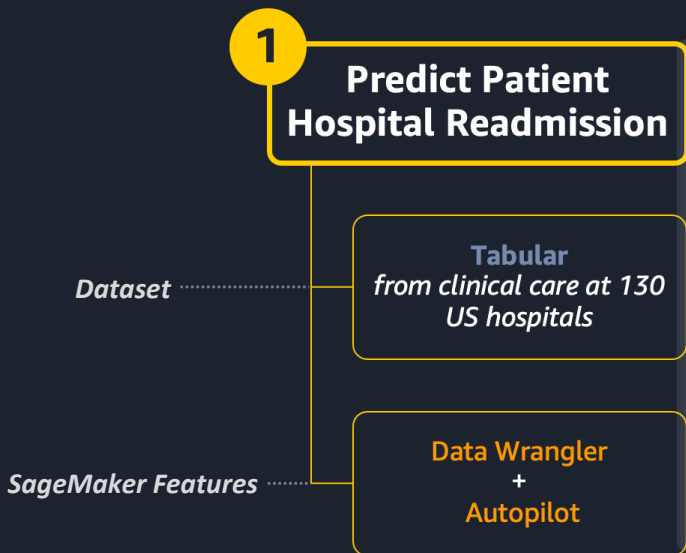 1
Predict Patient
Hospital Readmission
Dataset
Tabular
from clinical care at 130
US hospitals
SageMaker Features
Data Wrangler
+
Autopilot